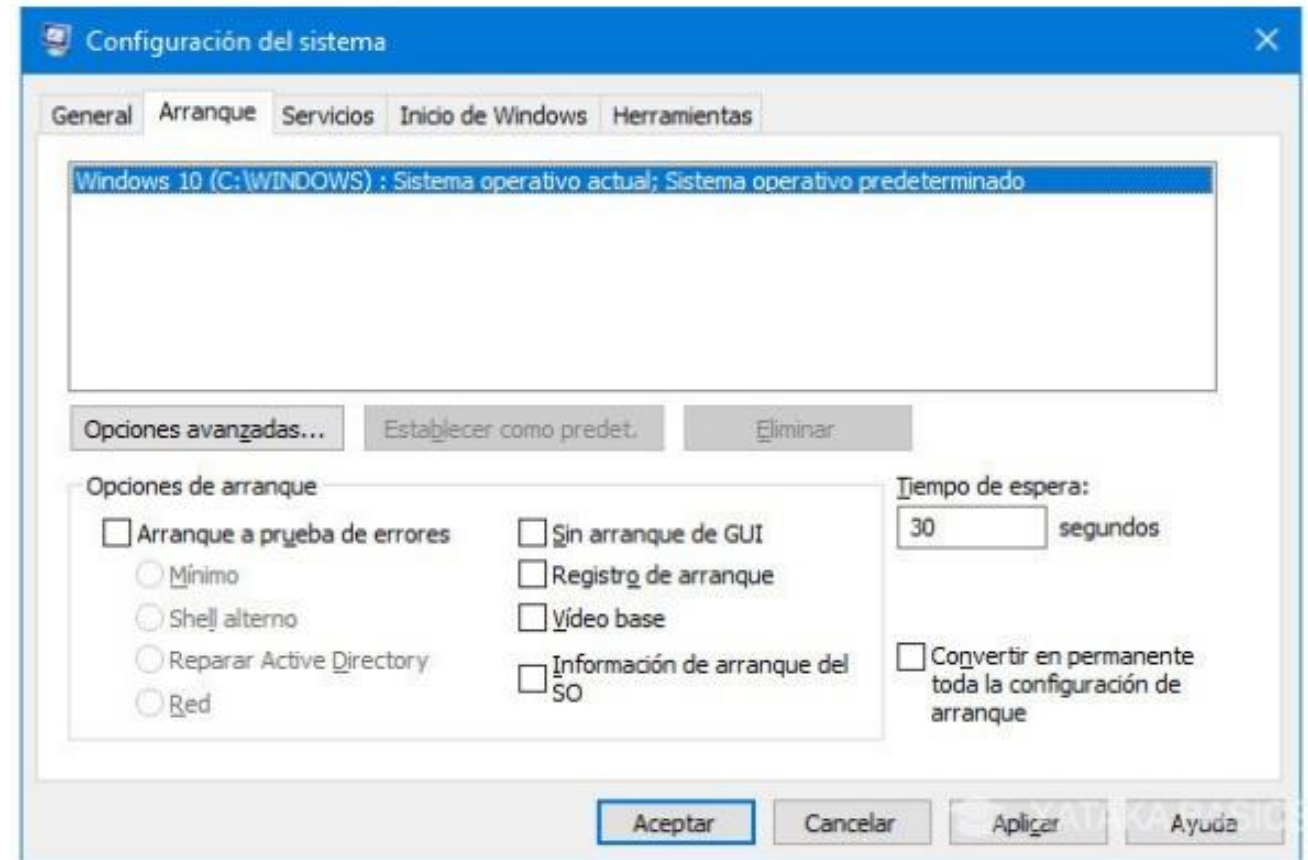 Configuración del sistema
General Arranque Servicios Inicio de Windows Herramientas
Windows 10 (C:\WINDOWS) : Sistema operativo actual; Sistema operativo predeterminado
Opciones avanzadas... Establecer como predet. Eliminar
Opciones de arranque
Arranque a prueba de errores
Mínimo
Shell alterno
Reparar Active Directory
Red
Sin arranque de GUI
Registro de arranque
Vídeo base
Información de arranque del
SO
Tiempo de espera:
30 segundos
Convertir en permanente
toda la configuración de
arranque
Aceptar Cancelar Aplicar Ayuda
XATAKA BASICS